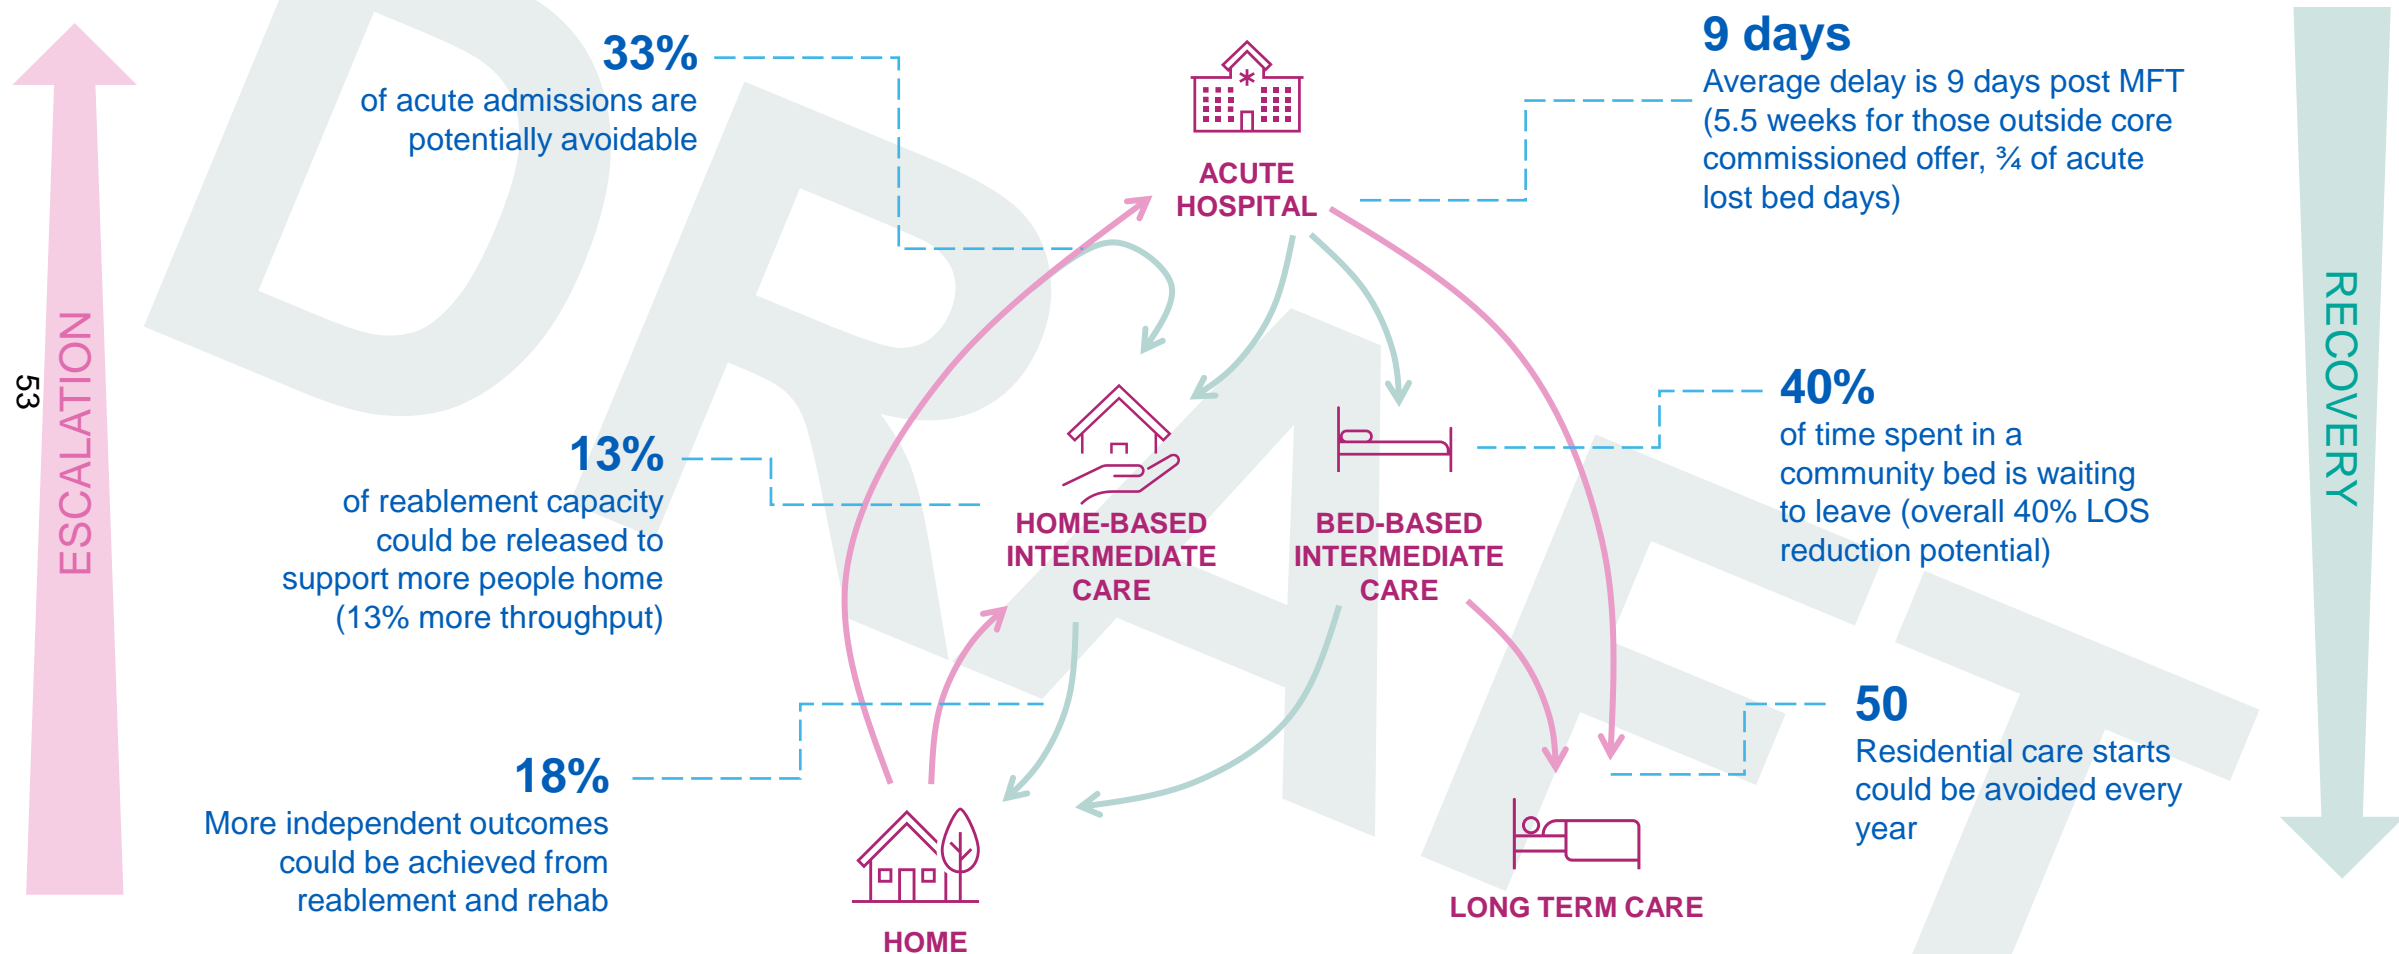 33%
of acute admissions are
potentially avoidable
9 days
Average delay is 9 days post MFT
(5.5 weeks for those outside core
commissioned offer, ¾ of acute
lost bed days)
ACUTE
HOSPITAL
ESCALATION
53
RECOVERY
13%
of reablement capacity
could be released to
support more people home
(13% more throughput)
40%
of time spent in a
community bed is waiting
to leave (overall 40% LOS
reduction potential)
HOME-BASED
INTERMEDIATE
CARE
BED-BASED
INTERMEDIATE
CARE
18%
More independent outcomes
could be achieved from
reablement and rehab
50
Residential care starts
could be avoided every
year
HOME
LONG TERM CARE
DRAFT